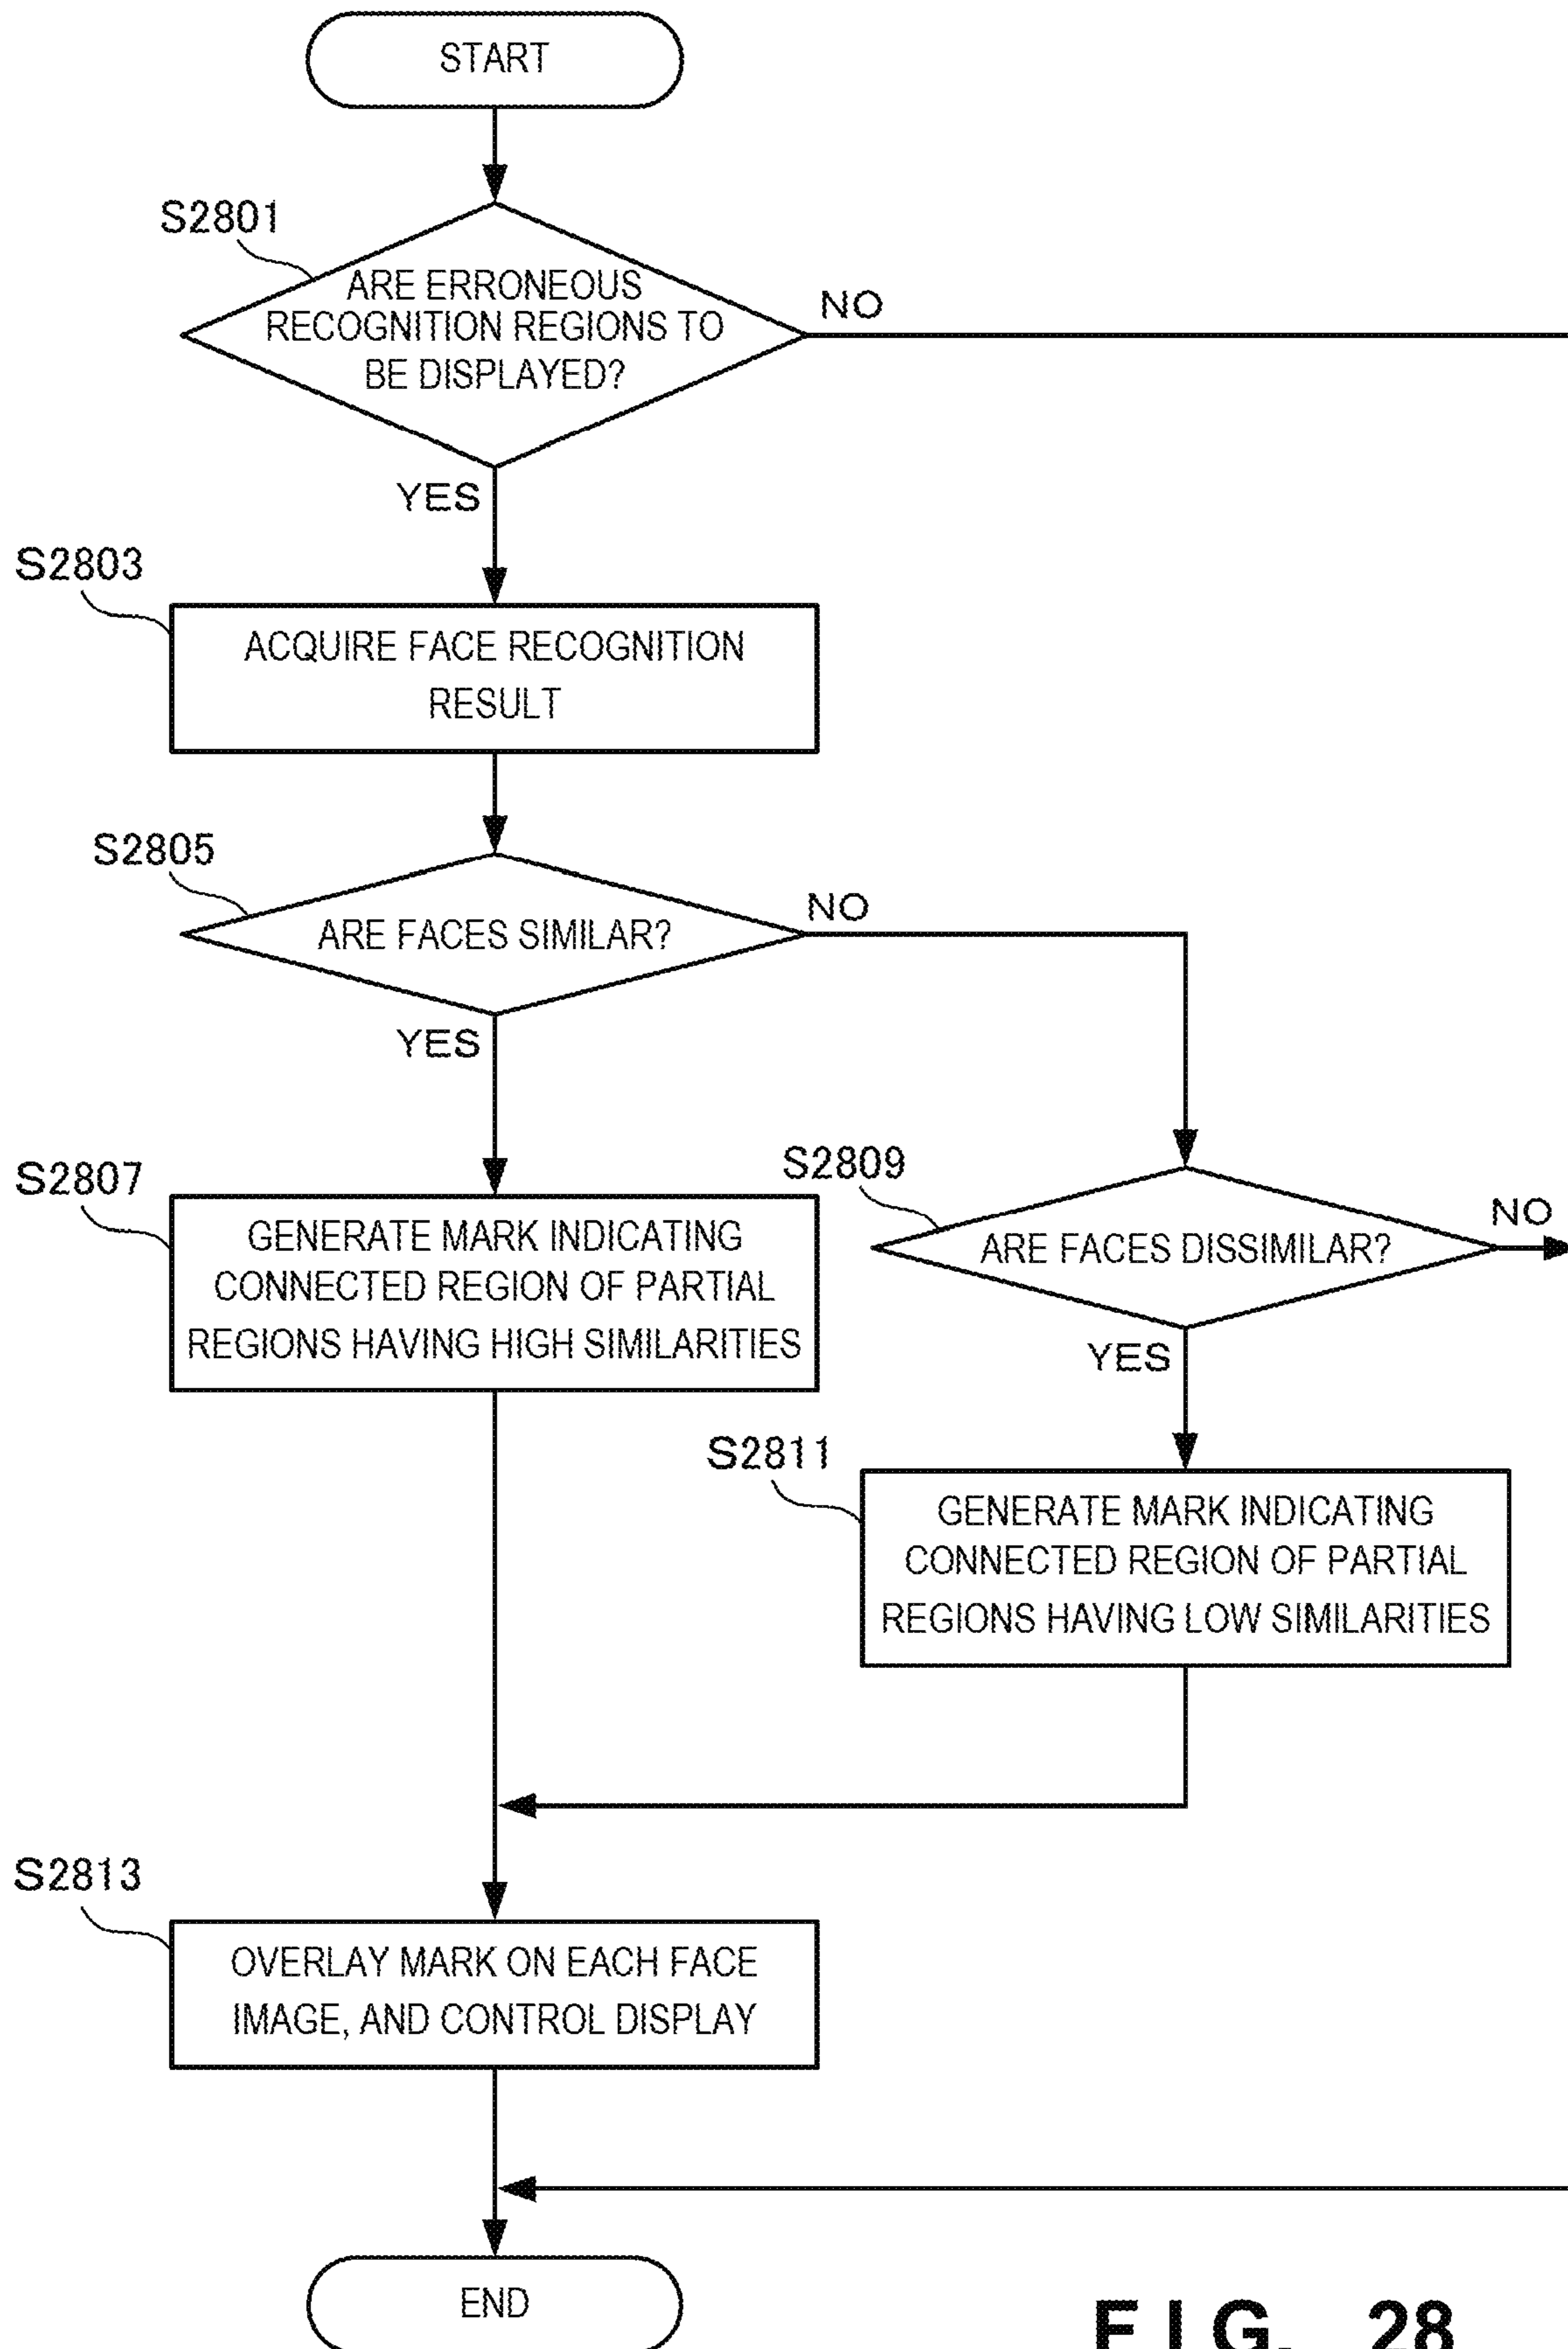 START
S2801
ARE ERRONEOUS
RECOGNITION REGIONS TO
BE DISPLAYED?
NO
YES
S2803
ACQUIRE FACE RECOGNITION
RESULT
S2805
ARE FACES SIMILAR?
NO
YES
S2807
GENERATE MARK INDICATING
CONNECTED REGION OF PARTIAL
REGIONS HAVING HIGH SIMILARITIES
S2809
ARE FACES DISSIMILAR?
NO
YES
S2811
GENERATE MARK INDICATING
CONNECTED REGION OF PARTIAL
REGIONS HAVING LOW SIMILARITIES
S2813
OVERLAY MARK ON EACH FACE
IMAGE, AND CONTROL DISPLAY
END
FIG. 28